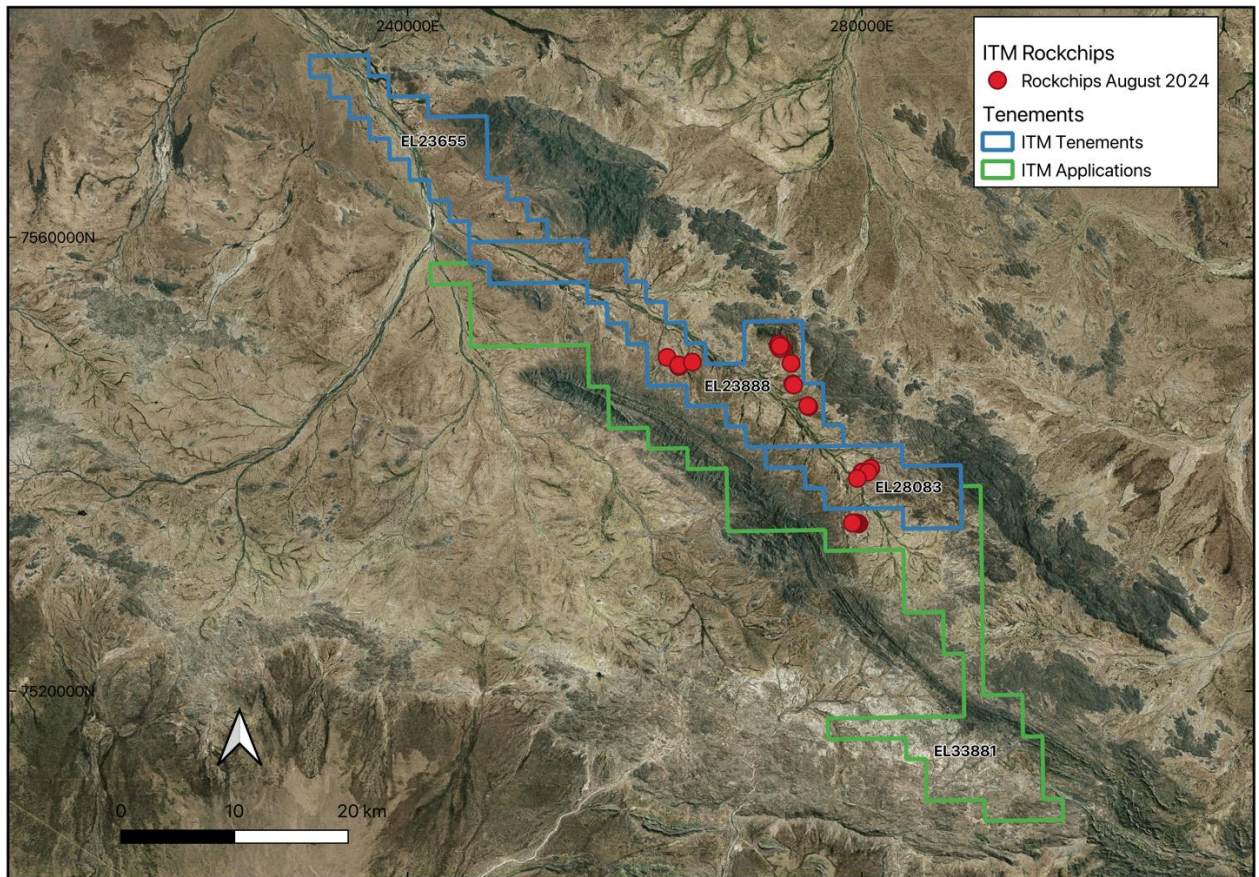 240000E
280000E
ITM Rockchips
Rockchips August 2024
Tenements
ITM Tenements
ITM Applications
EL23655
7560000N
EL23888
EL28083
7520000N
EL33881
0 10 20 km